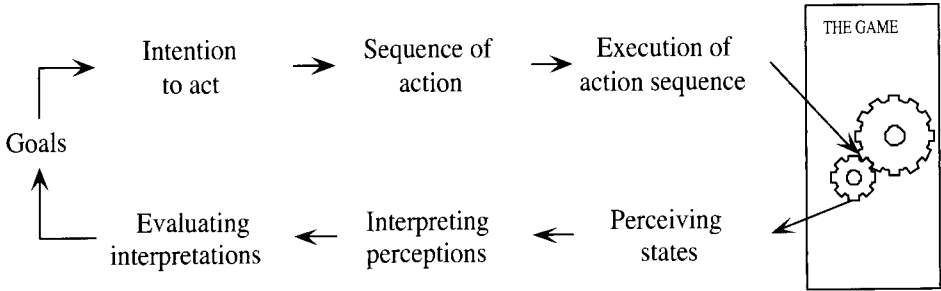 Intention
to act
Sequence of
action
Execution of
action sequence
THE GAME
Goals
Evaluating
interpretations
Interpreting
perceptions
Perceiving
states